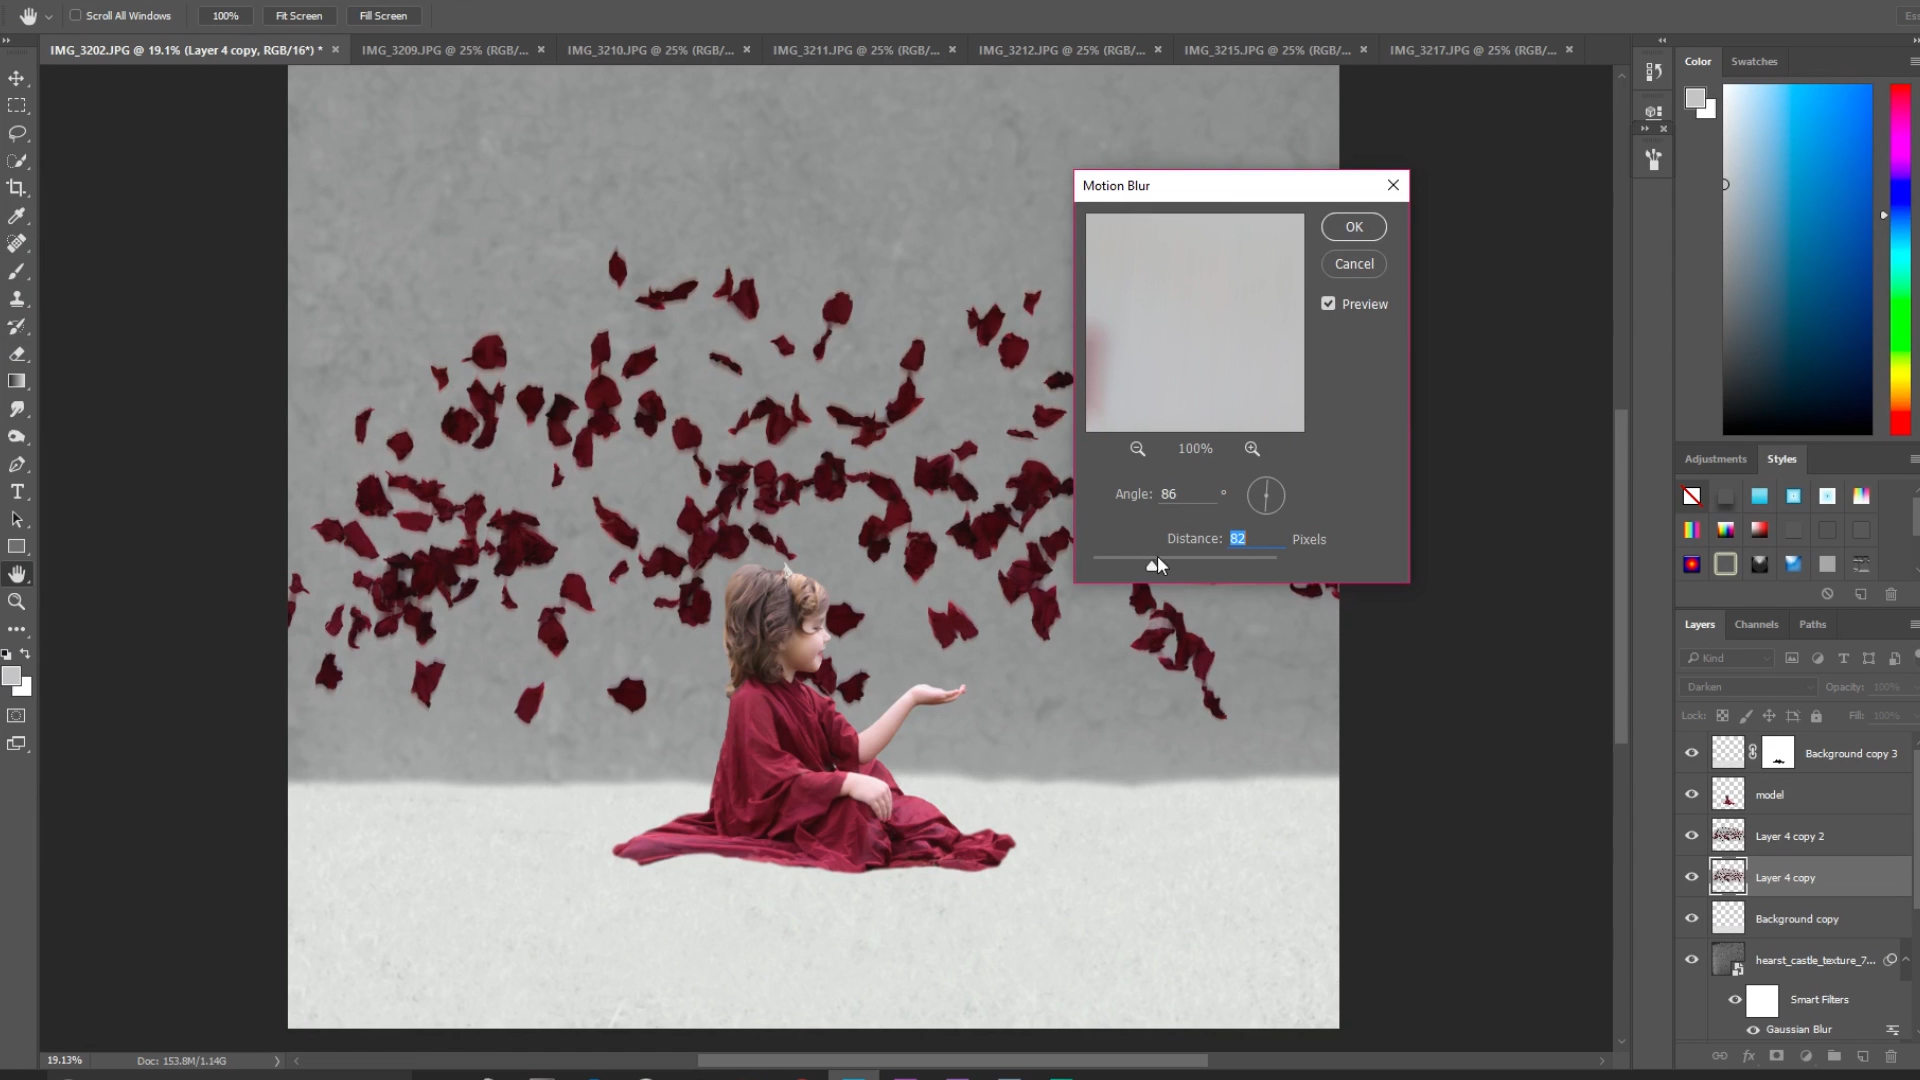 Scroll All Windows
100%
Fit Screen
Fill Screen
IMG_3202.JPG @ 19.1% (Layer 4 copy, RGB/16*) *
IMG_3209.JPG @ 25% (RGB/...
IMG_3210.JPG @ 25% (RGB/...
IMG_3211.JPG @ 25% (RGB/...
IMG_3212.JPG @ 25% (RGB/...
IMG_3215.JPG @ 25% (RGB/...
IMG_3217.JPG @ 25% (RGB/...
Color
Swatches
Motion Blur
OK
Cancel
Preview
100%
Angle: 86 °
Distance: 82 Pixels
Adjustments
Styles
Layers
Channels
Paths
Kind
Darken
Opacity: 100%
Lock:
Fill: 100%
Background copy 3
model
Layer 4 copy 2
Layer 4 copy
Background copy
hearst_castle_texture_7...
Smart Filters
Gaussian Blur
fx
19.13%
Doc: 153.8M/1.14G